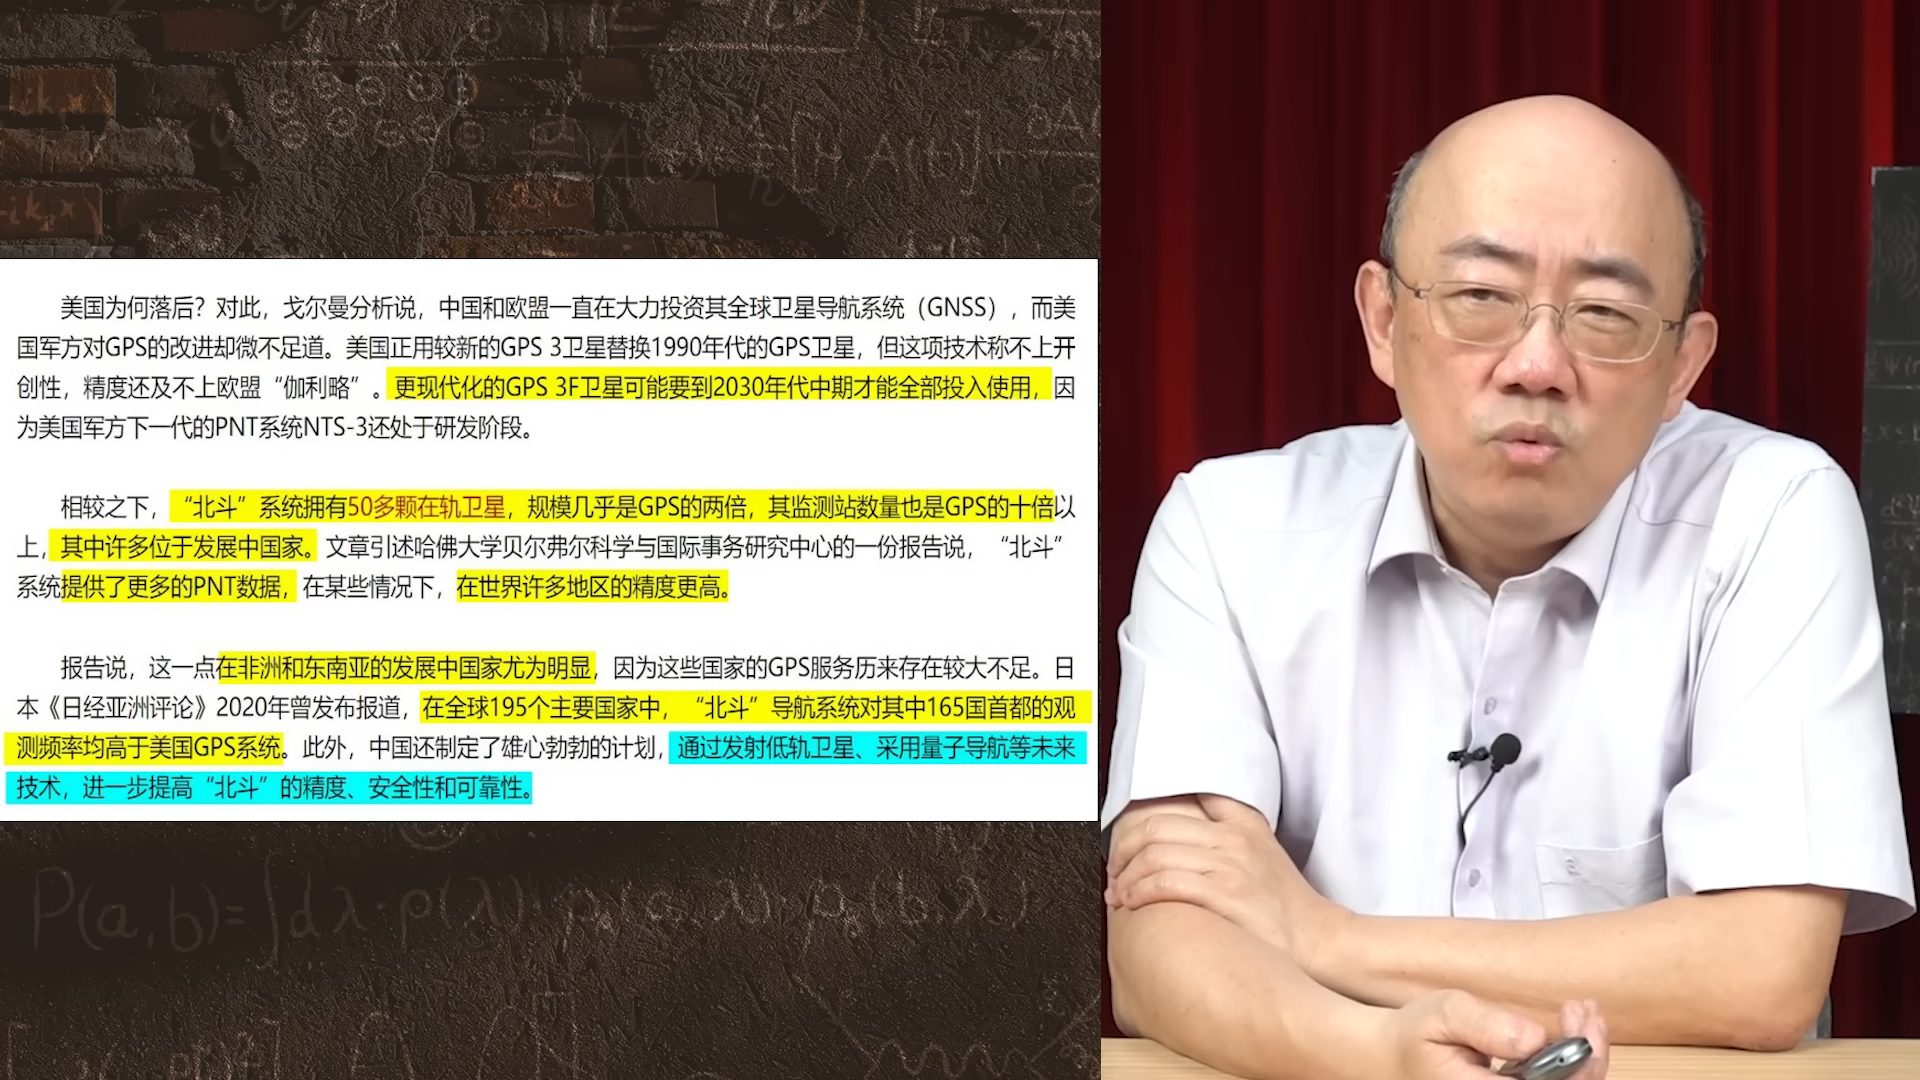 美国为何落后？对此，戈尔曼分析说，中国和欧盟一直在大力投资其全球卫星导航系统（GNSS），而美
国军方对GPS的改进却微不足道。美国正用较新的GPS 3卫星替换1990年代的GPS卫星，但这项技术称不上开
创性，精度还及不上欧盟“伽利略”。更现代化的GPS 3F卫星可能要到2030年代中期才能全部投入使用，因
为美国军方下一代的PNT系统NTS-3还处于研发阶段。
相较之下，“北斗”系统拥有50多颗在轨卫星，规模几乎是GPS的两倍，其监测站数量也是GPS的十倍以
上，其中许多位于发展中国家。文章引述哈佛大学贝尔弗尔科学与国际事务研究中心的一份报告说，“北斗”
系统提供了更多的PNT数据，在某些情况下，在世界许多地区的精度更高。
报告说，这一点在非洲和东南亚的发展中国家尤为明显，因为这些国家的GPS服务历来存在较大不足。日
本《日经亚洲评论》2020年曾发布报道，在全球195个主要国家中，“北斗”导航系统对其中165国首都的观
测频率均高于美国GPS系统。此外，中国还制定了雄心勃勃的计划，通过发射低轨卫星、采用量子导航等未来
技术，进一步提高“北斗”的精度、安全性和可靠性。
P(a,b)=∫dλ·ρ(λ)